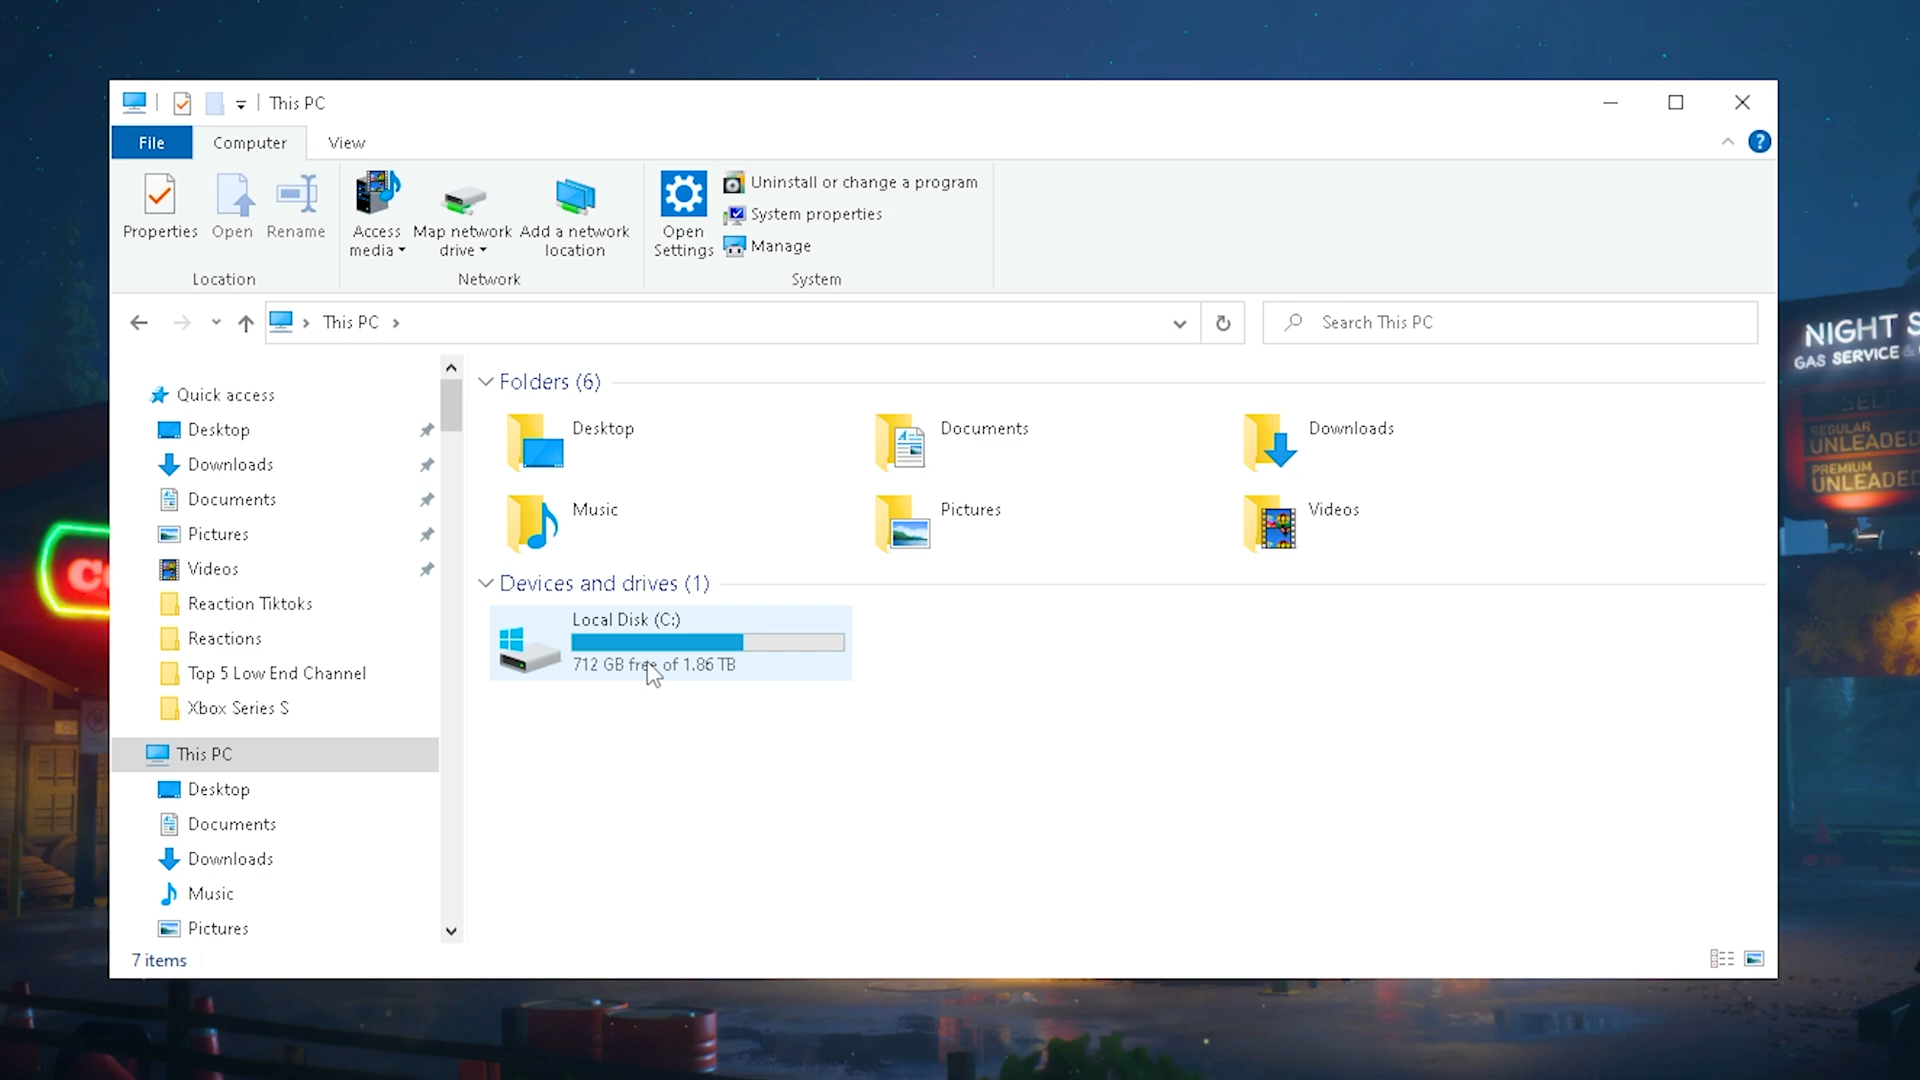 This PC
File
Computer
View
Properties
Open
Rename
Access
media
Map network
drive
Add a network
location
Open
Settings
Uninstall or change a program
System properties
Manage
Location
Network
System
This PC
Search This PC
Quick access
Desktop
Downloads
Documents
Pictures
Videos
Reaction Tiktoks
Reactions
Top 5 Low End Channel
Xbox Series S
This PC
Desktop
Documents
Downloads
Music
Pictures
Folders (6)
Desktop
Documents
Downloads
Music
Pictures
Videos
Devices and drives (1)
Local Disk (C:)
712 GB free of 1.86 TB
7 items
NIGHT S
GAS SERVICE &
SELF S
REGULAR
UNLEADED
PREMIUM
UNLEADED